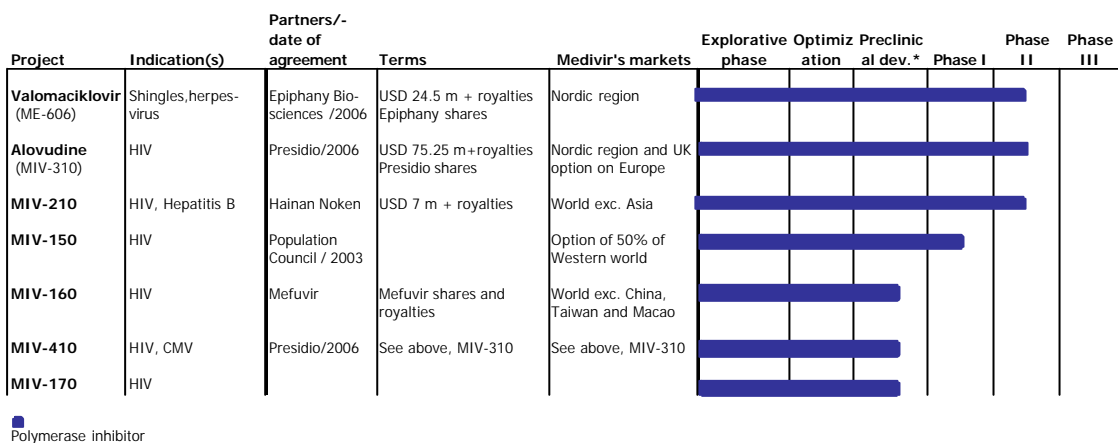 Partners/-
date of
agreement
Project Indication(s) Terms Medivir's markets
Explorative phase Optimiz ation Preclinic al dev.* Phase I Phase II Phase III
Valomaciklovir Shingles,herpes- Epiphany Bio- USD 24.5 m + royalties Nordic region
(ME-606) virus sciences /2006 Epiphany shares
Alovudine HIV Presidio/2006 USD 75.25 m+royalties Nordic region and UK
(MIV-310) Presidio shares option on Europe
MIV-210 HIV, Hepatitis B Hainan Noken USD 7 m + royalties World exc. Asia
MIV-150 HIV Population Option of 50% of
Council / 2003 Western world
MIV-160 HIV Mefuvir Mefuvir shares and World exc. China,
royalties Taiwan and Macao
MIV-410 HIV, CMV Presidio/2006 See above, MIV-310 See above, MIV-310
MIV-170 HIV
Polymerase inhibitor